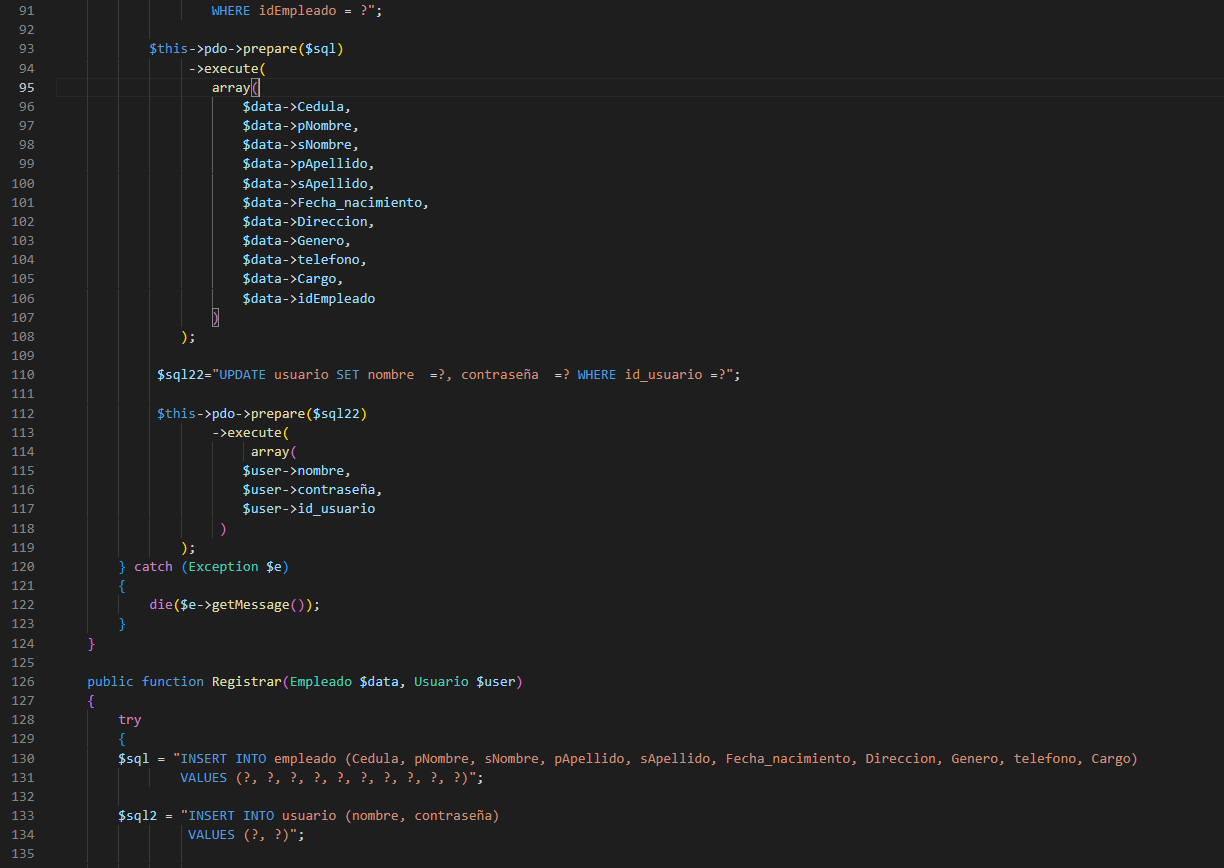 91 WHERE idEmpleado = ?";
92
93 $this->pdo->prepare($sql)
94 ->execute(
95 array(
96 $data->Cedula,
97 $data->pNombre,
98 $data->sNombre,
99 $data->pApellido,
100 $data->sApellido,
101 $data->Fecha_nacimiento,
102 $data->Direccion,
103 $data->Genero,
104 $data->telefono,
105 $data->Cargo,
106 $data->idEmpleado
107 )
108 );
109
110 $sql22="UPDATE usuario SET nombre  =?, contraseña  =? WHERE id_usuario =?";
111
112 $this->pdo->prepare($sql22)
113 ->execute(
114 array(
115 $user->nombre,
116 $user->contraseña,
117 $user->id_usuario
118 )
119 );
120 } catch (Exception $e)
121 {
122 die($e->getMessage());
123 }
124 }
125
126 public function Registrar(Empleado $data, Usuario $user)
127 {
128 try
129 {
130 $sql = "INSERT INTO empleado (Cedula, pNombre, sNombre, pApellido, sApellido, Fecha_nacimiento, Direccion, Genero, telefono, Cargo)
131 VALUES (?, ?, ?, ?, ?, ?, ?, ?, ?, ?)";
132
133 $sql2 = "INSERT INTO usuario (nombre, contraseña)
134 VALUES (?, ?)";
135